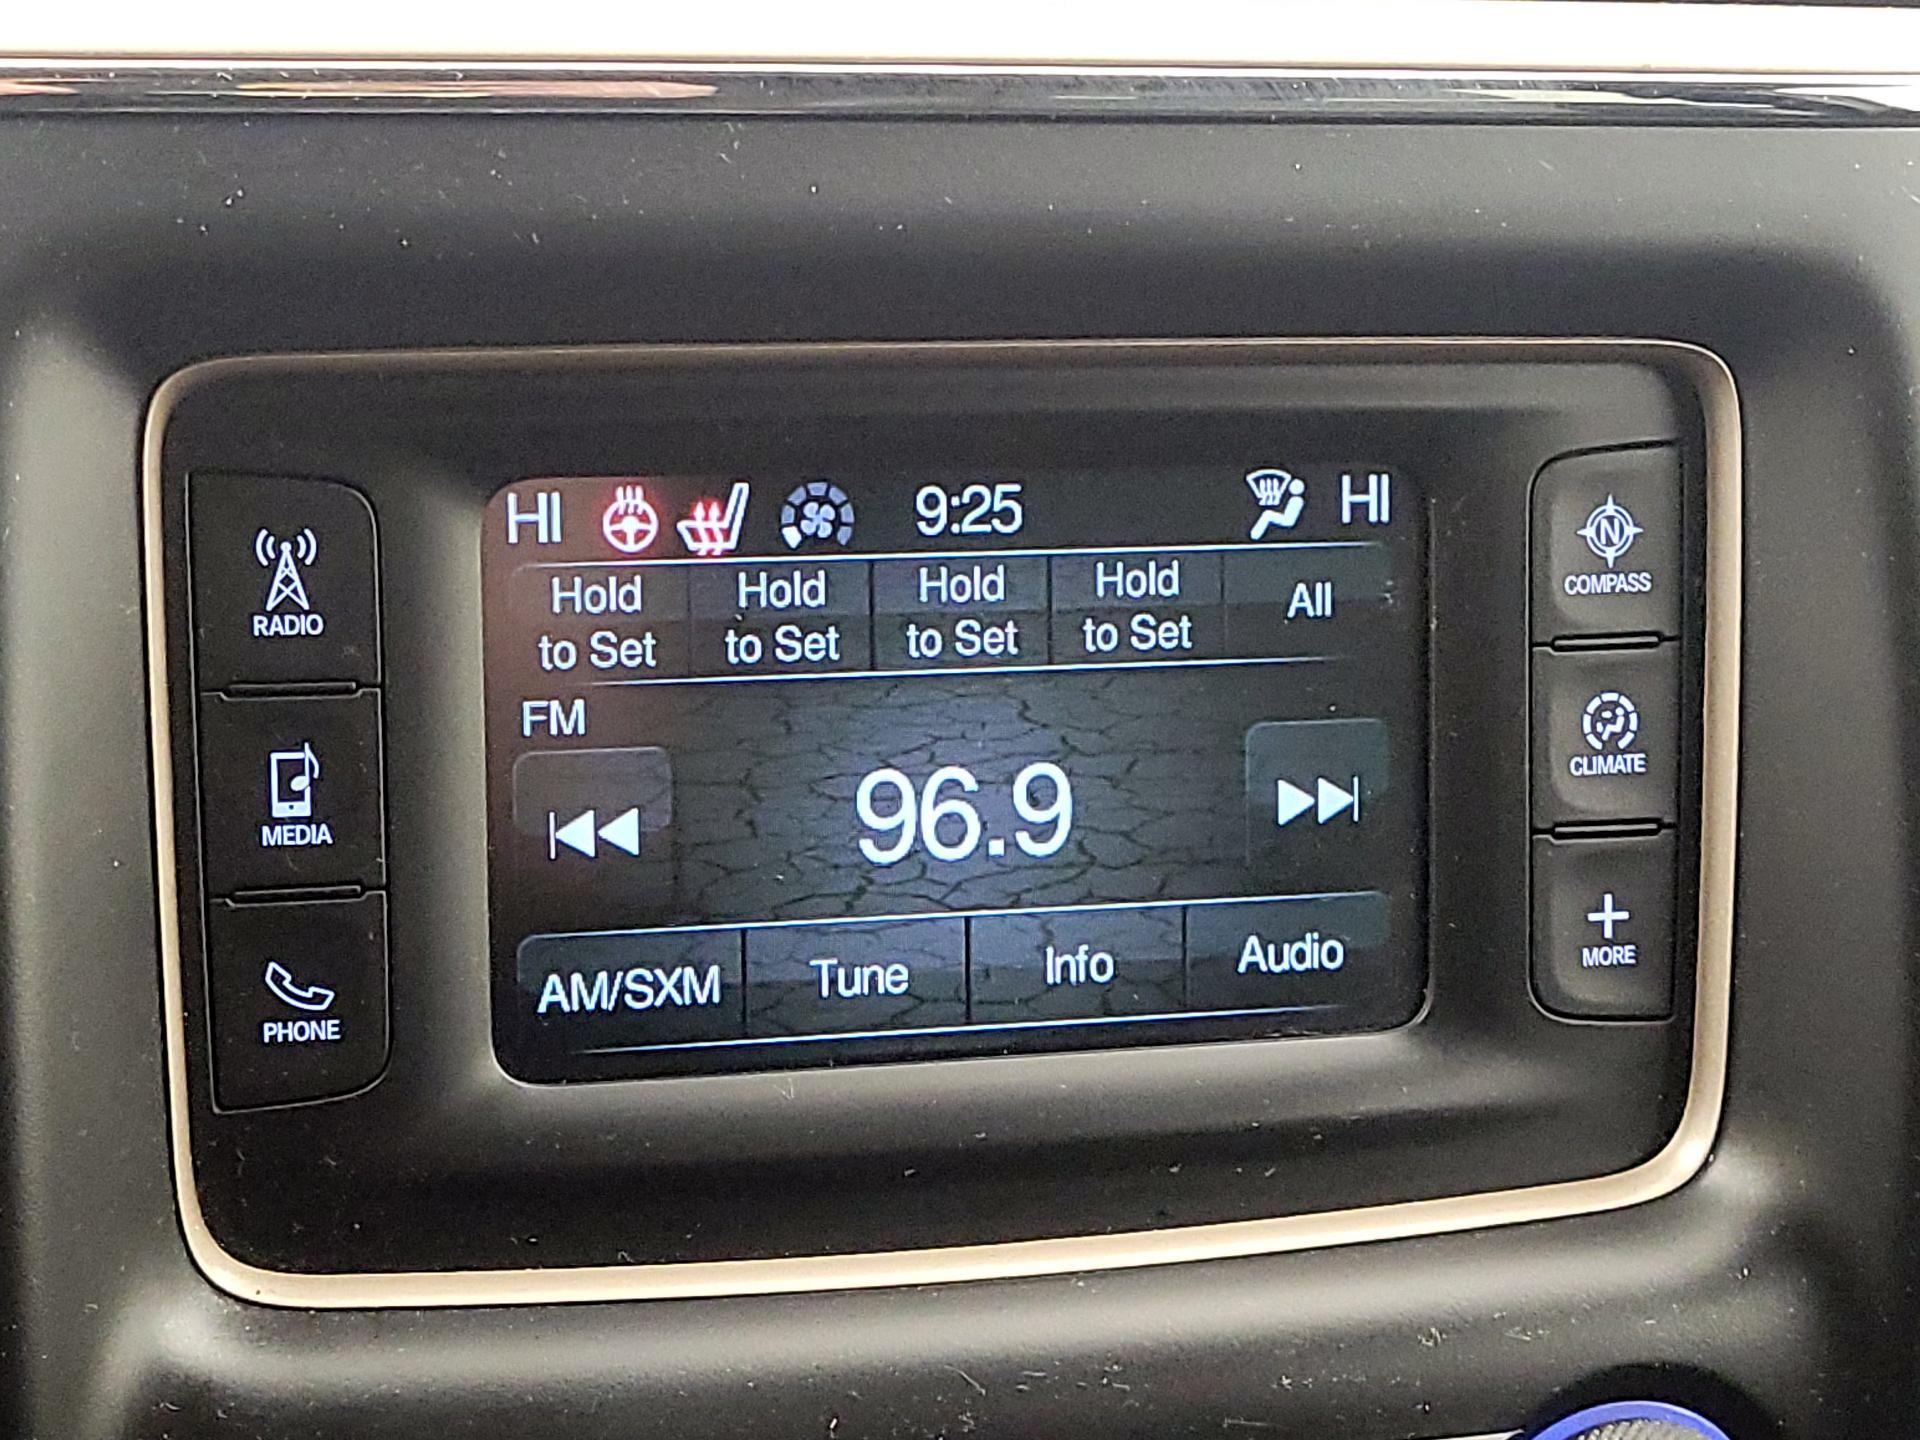 HI 9:25 HI
Hold to Set
Hold to Set
Hold to Set
Hold to Set
All
FM
96.9
AM/SXM Tune Info Audio
RADIO
MEDIA
PHONE
N
COMPASS
CLIMATE
MORE